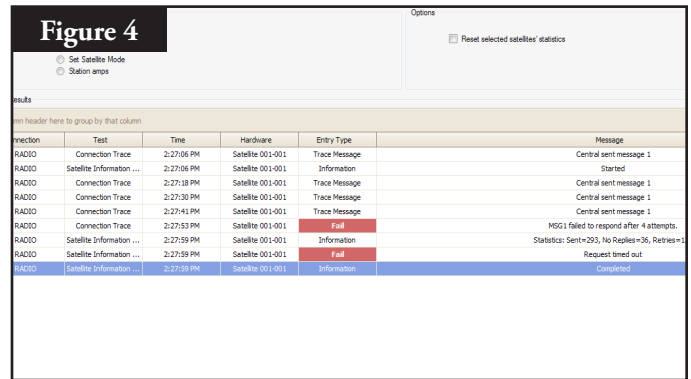 Figure 4
Options
Reset selected satellites' statistics
Set Satellite Mode
Station amps
esults
mn header here to group by that column
nnection Test Time Hardware Entry Type Message
RADIO Connection Trace 2:27:06 PM Satellite 001-001 Trace Message Central sent message 1
RADIO Satellite Information ... 2:27:06 PM Satellite 001-001 Information Started
RADIO Connection Trace 2:27:18 PM Satellite 001-001 Trace Message Central sent message 1
RADIO Connection Trace 2:27:30 PM Satellite 001-001 Trace Message Central sent message 1
RADIO Connection Trace 2:27:41 PM Satellite 001-001 Trace Message Central sent message 1
RADIO Connection Trace 2:27:53 PM Satellite 001-001 Fail MSG1 failed to respond after 4 attempts.
RADIO Satellite Information ... 2:27:59 PM Satellite 001-001 Information Statistics: Sent=293, No Replies=36, Retries=1
RADIO Satellite Information ... 2:27:59 PM Satellite 001-001 Fail Request timed out
RADIO Satellite Information ... 2:27:59 PM Satellite 001-001 Information Completed